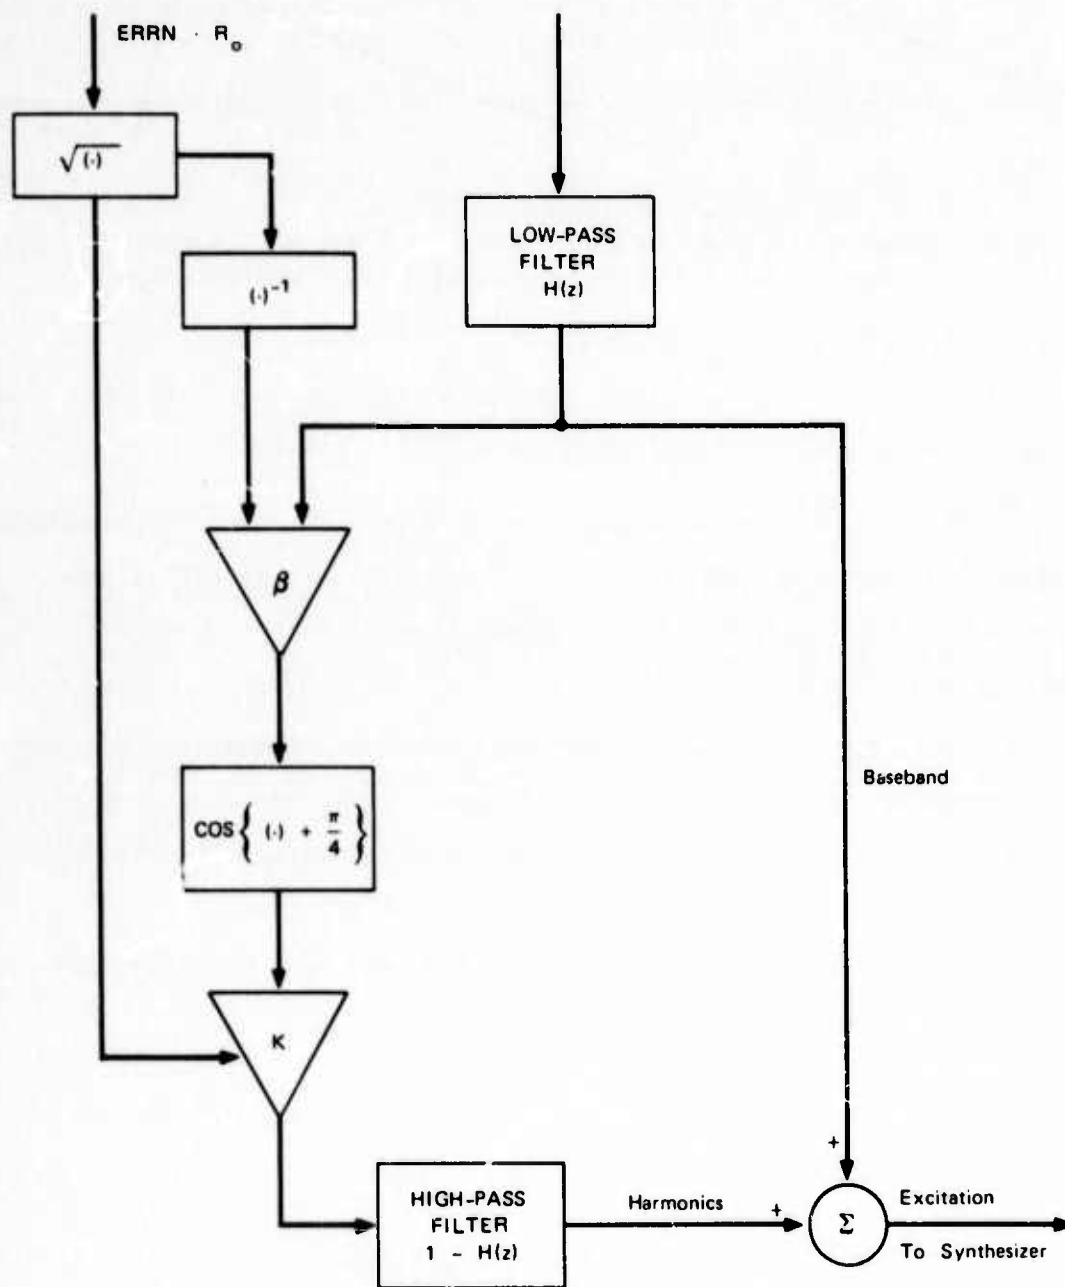 ERRN · R₀
√(·)
(·)⁻¹
LOW-PASS
FILTER
H(z)
β
COS{ (·) + π/4 }
Baseband
K
+
HIGH-PASS
FILTER
1 - H(z)
Harmonics
+
Σ
Excitation
To Synthesizer